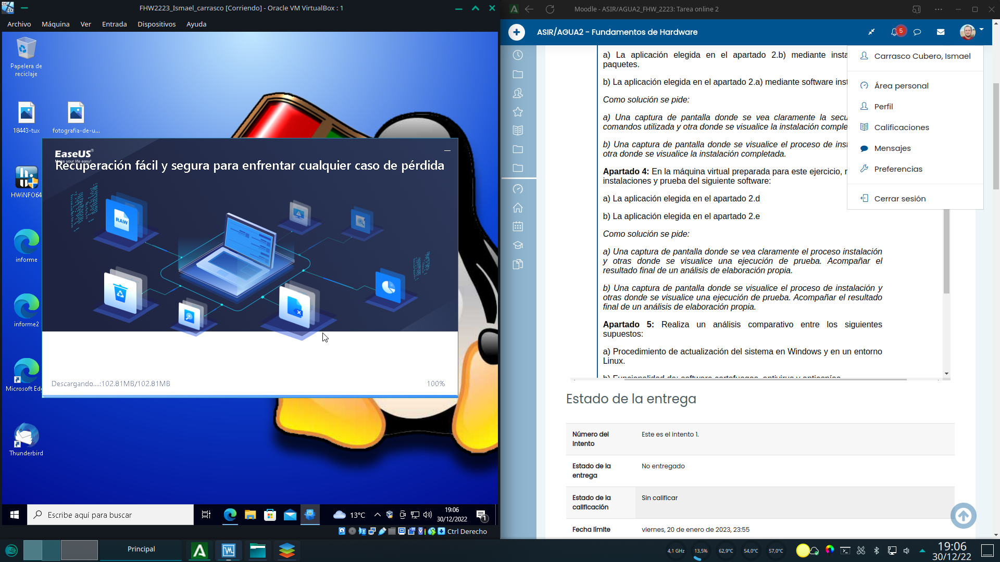 FHW2223_Ismael_carrasco [Corriendo] - Oracle VM VirtualBox : 1
Archivo Máquina Ver Entrada Dispositivos Ayuda
Papelera de
reciclaje
18443-tux
fotografia-de-u...
HWiNFO64
informe
informe2
Microsoft Ed
Thunderbird
EaseUS®
Recuperación fácil y segura para enfrentar cualquier caso de pérdida
RAW
Descargando....:102.81MB/102.81MB
100%
Escribe aquí para buscar
13°C
19:06
30/12/2022
1
Ctrl Derecho
Moodle - ASIR/AGUA2_FHW_2223: Tarea online 2
ASIR/AGUA2 - Fundamentos de Hardware
5
Carrasco Cubero, Ismael
Área personal
Perfil
Calificaciones
Mensajes
Preferencias
Cerrar sesión
a) La aplicación elegida en el apartado 2.b) mediante insta
paquetes.
b) La aplicación elegida en el apartado 2.a) mediante software inst
Como solución se pide:
a) Una captura de pantalla donde se vea claramente la secu
comandos utilizada y otra donde se visualice la instalación comple
b) Una captura de pantalla donde se visualice el proceso de inst
otra donde se visualice la instalación completada.
Apartado 4: En la máquina virtual preparada para este ejercicio, r
instalaciones y prueba del siguiente software:
a) La aplicación elegida en el apartado 2.d
b) La aplicación elegida en el apartado 2.e
Como solución se pide:
a) Una captura de pantalla donde se vea claramente el proceso instalación
y otras donde se visualice una ejecución de prueba. Acompañar el
resultado final de un análisis de elaboración propia.
b) Una captura de pantalla donde se visualice el proceso de instalación y
otras donde se visualice una ejecución de prueba. Acompañar el resultado
final de un análisis de elaboración propia.
Apartado 5: Realiza un análisis comparativo entre los siguientes
supuestos:
a) Procedimiento de actualización del sistema en Windows y en un entorno
Linux.
b) Funcionalidad de: software cortafuegos, antivirus y antiespías
Estado de la entrega
Número del
intento
Este es el intento 1.
Estado de la
entrega
No entregado
Estado de la
calificación
Sin calificar
Fecha límite
viernes, 20 de enero de 2023, 23:55
Principal
4,1 GHz
13,5%
62,9°C
54,0°C
57,0°C
19:06
30/12/22